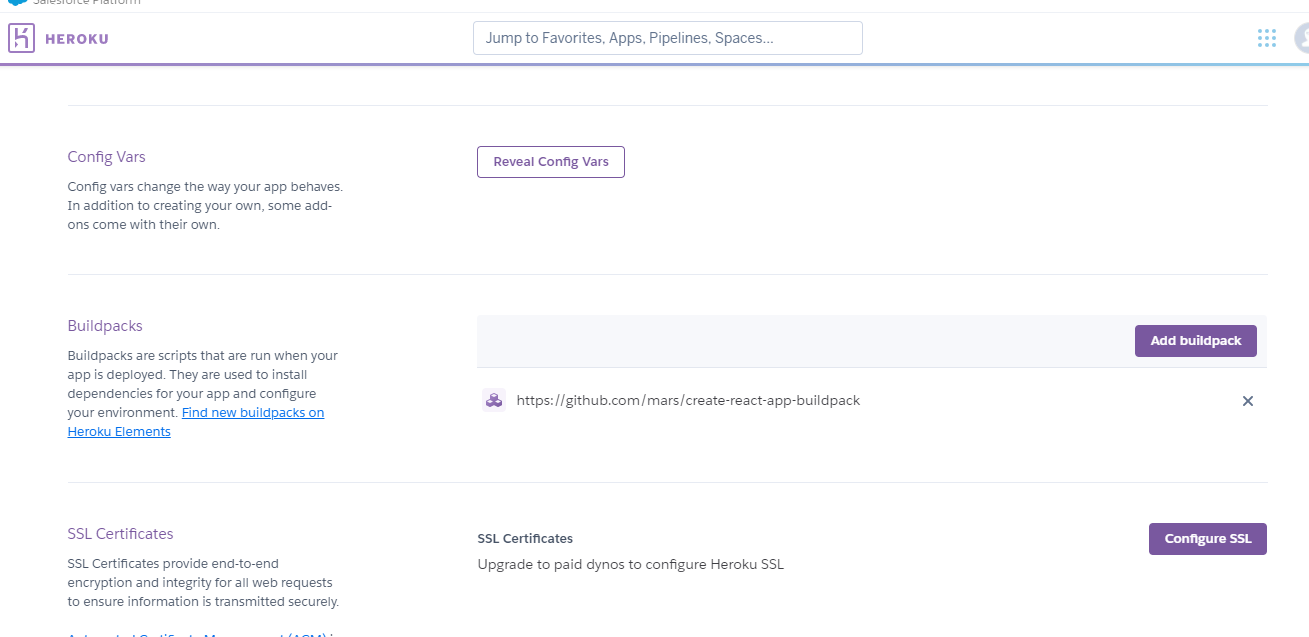 Salesforce Platform
HEROKU
Jump to Favorites, Apps, Pipelines, Spaces...
Config Vars
Config vars change the way your app behaves.
In addition to creating your own, some add-
ons come with their own.
Reveal Config Vars
Buildpacks
Buildpacks are scripts that are run when your
app is deployed. They are used to install
dependencies for your app and configure
your environment. Find new buildpacks on
Heroku Elements
Add buildpack
https://github.com/mars/create-react-app-buildpack
SSL Certificates
SSL Certificates provide end-to-end
encryption and integrity for all web requests
to ensure information is transmitted securely.
SSL Certificates
Upgrade to paid dynos to configure Heroku SSL
Configure SSL